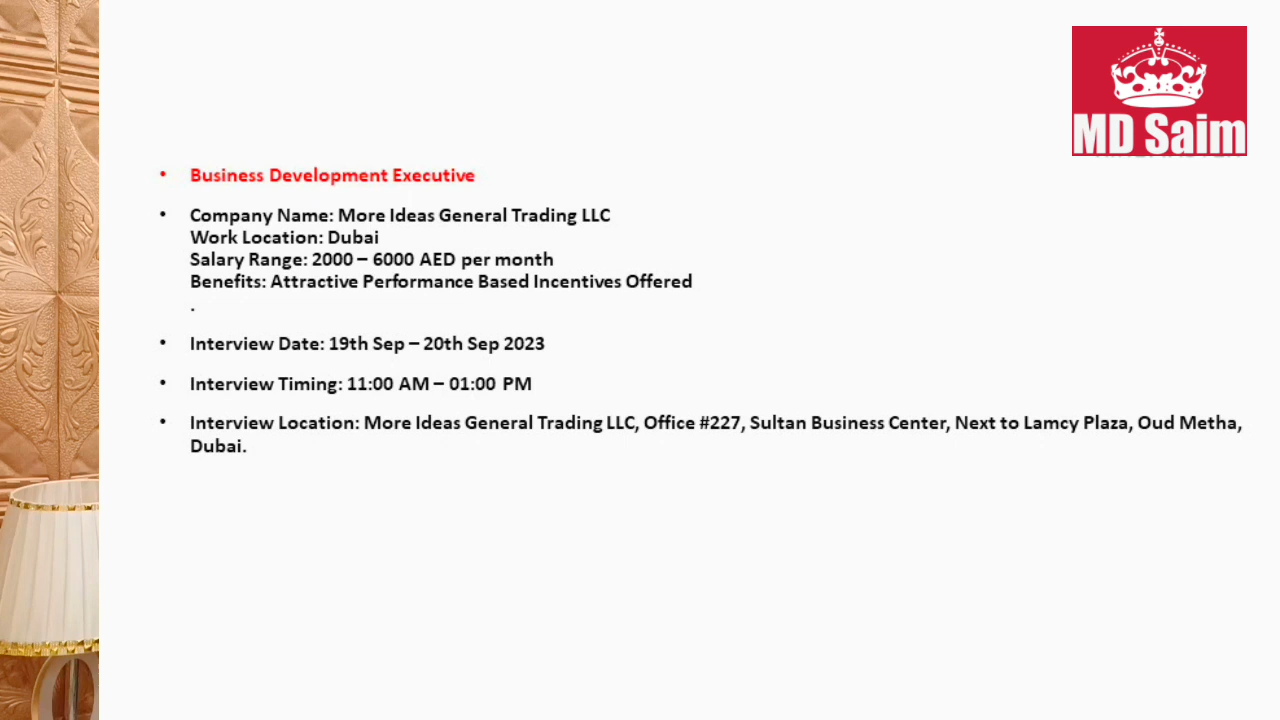 MD Saim
• Business Development Executive
• Company Name: More Ideas General Trading LLC
Work Location: Dubai
Salary Range: 2000 – 6000 AED per month
Benefits: Attractive Performance Based Incentives Offered
.
• Interview Date: 19th Sep – 20th Sep 2023
• Interview Timing: 11:00 AM – 01:00 PM
• Interview Location: More Ideas General Trading LLC, Office #227, Sultan Business Center, Next to Lamcy Plaza, Oud Metha,
Dubai.